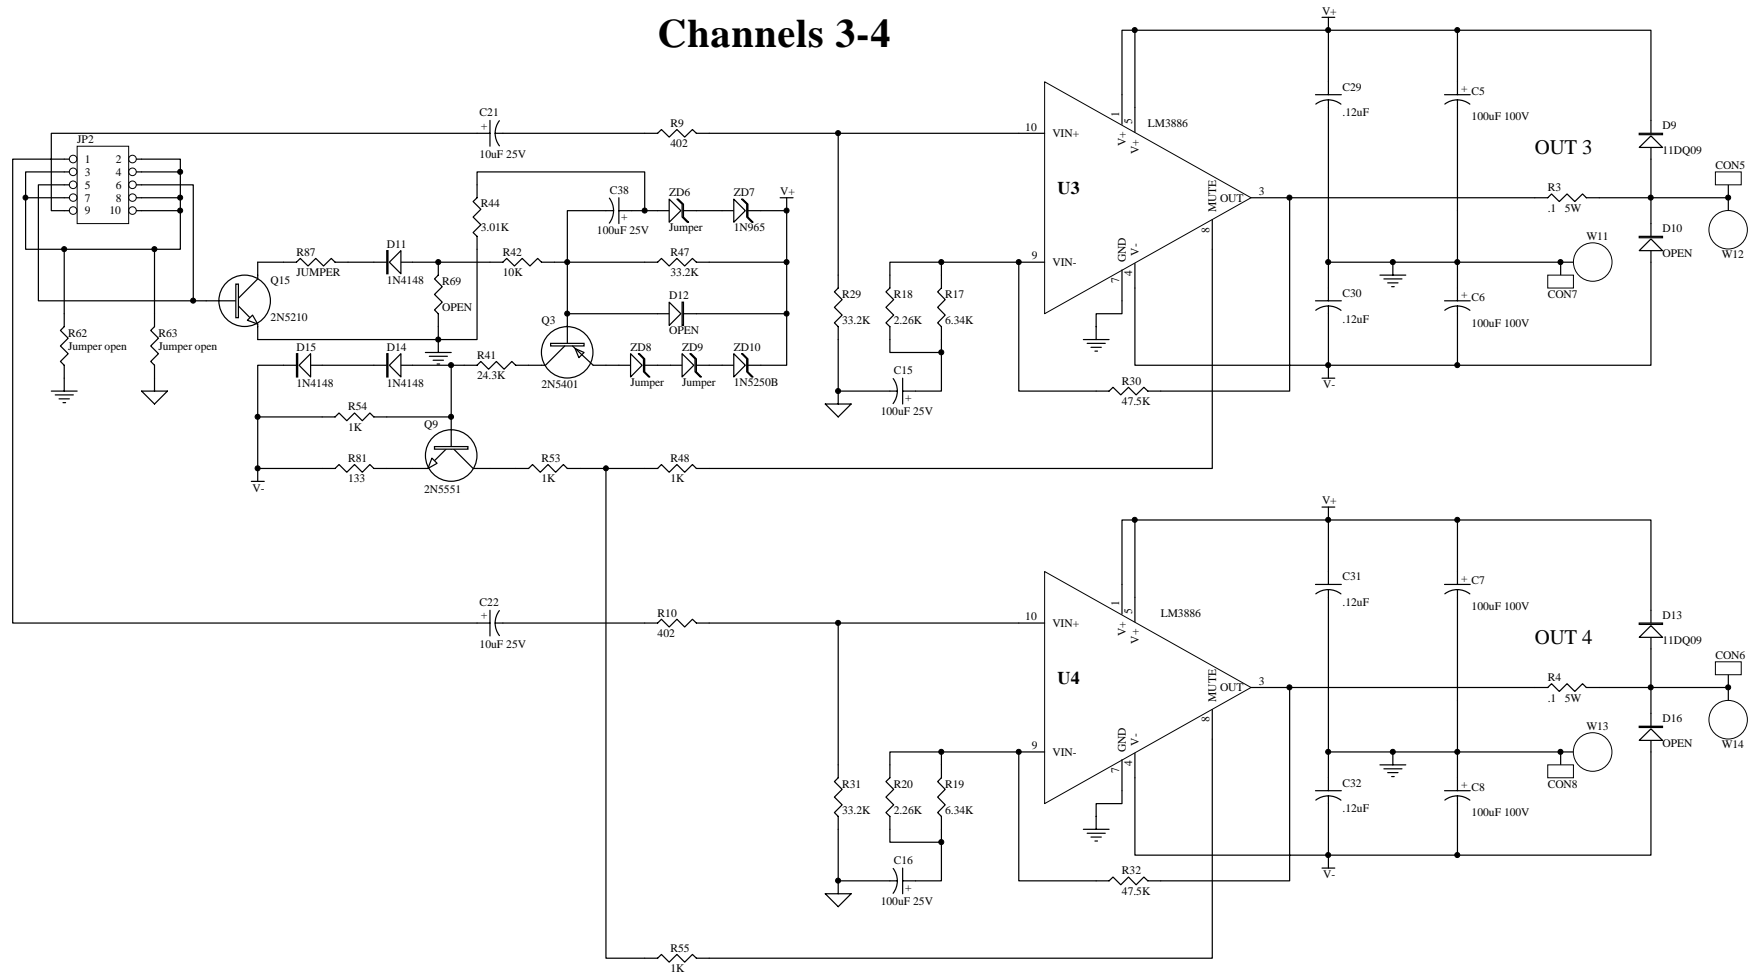 Channels 3-4
V+
C29
.12uF
+ C5
100uF 100V
D9
11DQ09
OUT 3
CON5
W12
C21
+
10uF 25V
R9
402
10
VIN+
1
V+
5
V+
LM3886
U3
MUTE
OUT
3
8
R3
.1 5W
D10
OPEN
W11
CON7
JP2
1 2
3 4
5 6
7 8
9 10
R44
3.01K
C38
+
100uF 25V
ZD6
Jumper
ZD7
1N965
V+
R87
JUMPER
D11
1N4148
R42
10K
R47
33.2K
R69
OPEN
D12
OPEN
Q15
2N5210
Q3
2N5401
R62
Jumper open
R63
Jumper open
D15
1N4148
D14
1N4148
R41
24.3K
ZD8
Jumper
ZD9
Jumper
ZD10
1N5250B
9
VIN-
GND
7
V-
4
R29
33.2K
R18
2.26K
R17
6.34K
C15
+
100uF 25V
R30
47.5K
C30
.12uF
+ C6
100uF 100V
V-
R54
1K
Q9
2N5551
R81
133
V-
R53
1K
R48
1K
V+
C31
.12uF
+ C7
100uF 100V
D13
11DQ09
OUT 4
CON6
W14
C22
+
10uF 25V
R10
402
10
VIN+
1
V+
5
V+
LM3886
U4
MUTE
OUT
3
8
R4
.1 5W
D16
OPEN
W13
CON8
9
VIN-
GND
7
V-
4
R31
33.2K
R20
2.26K
R19
6.34K
C16
+
100uF 25V
R32
47.5K
C32
.12uF
+ C8
100uF 100V
V-
R55
1K